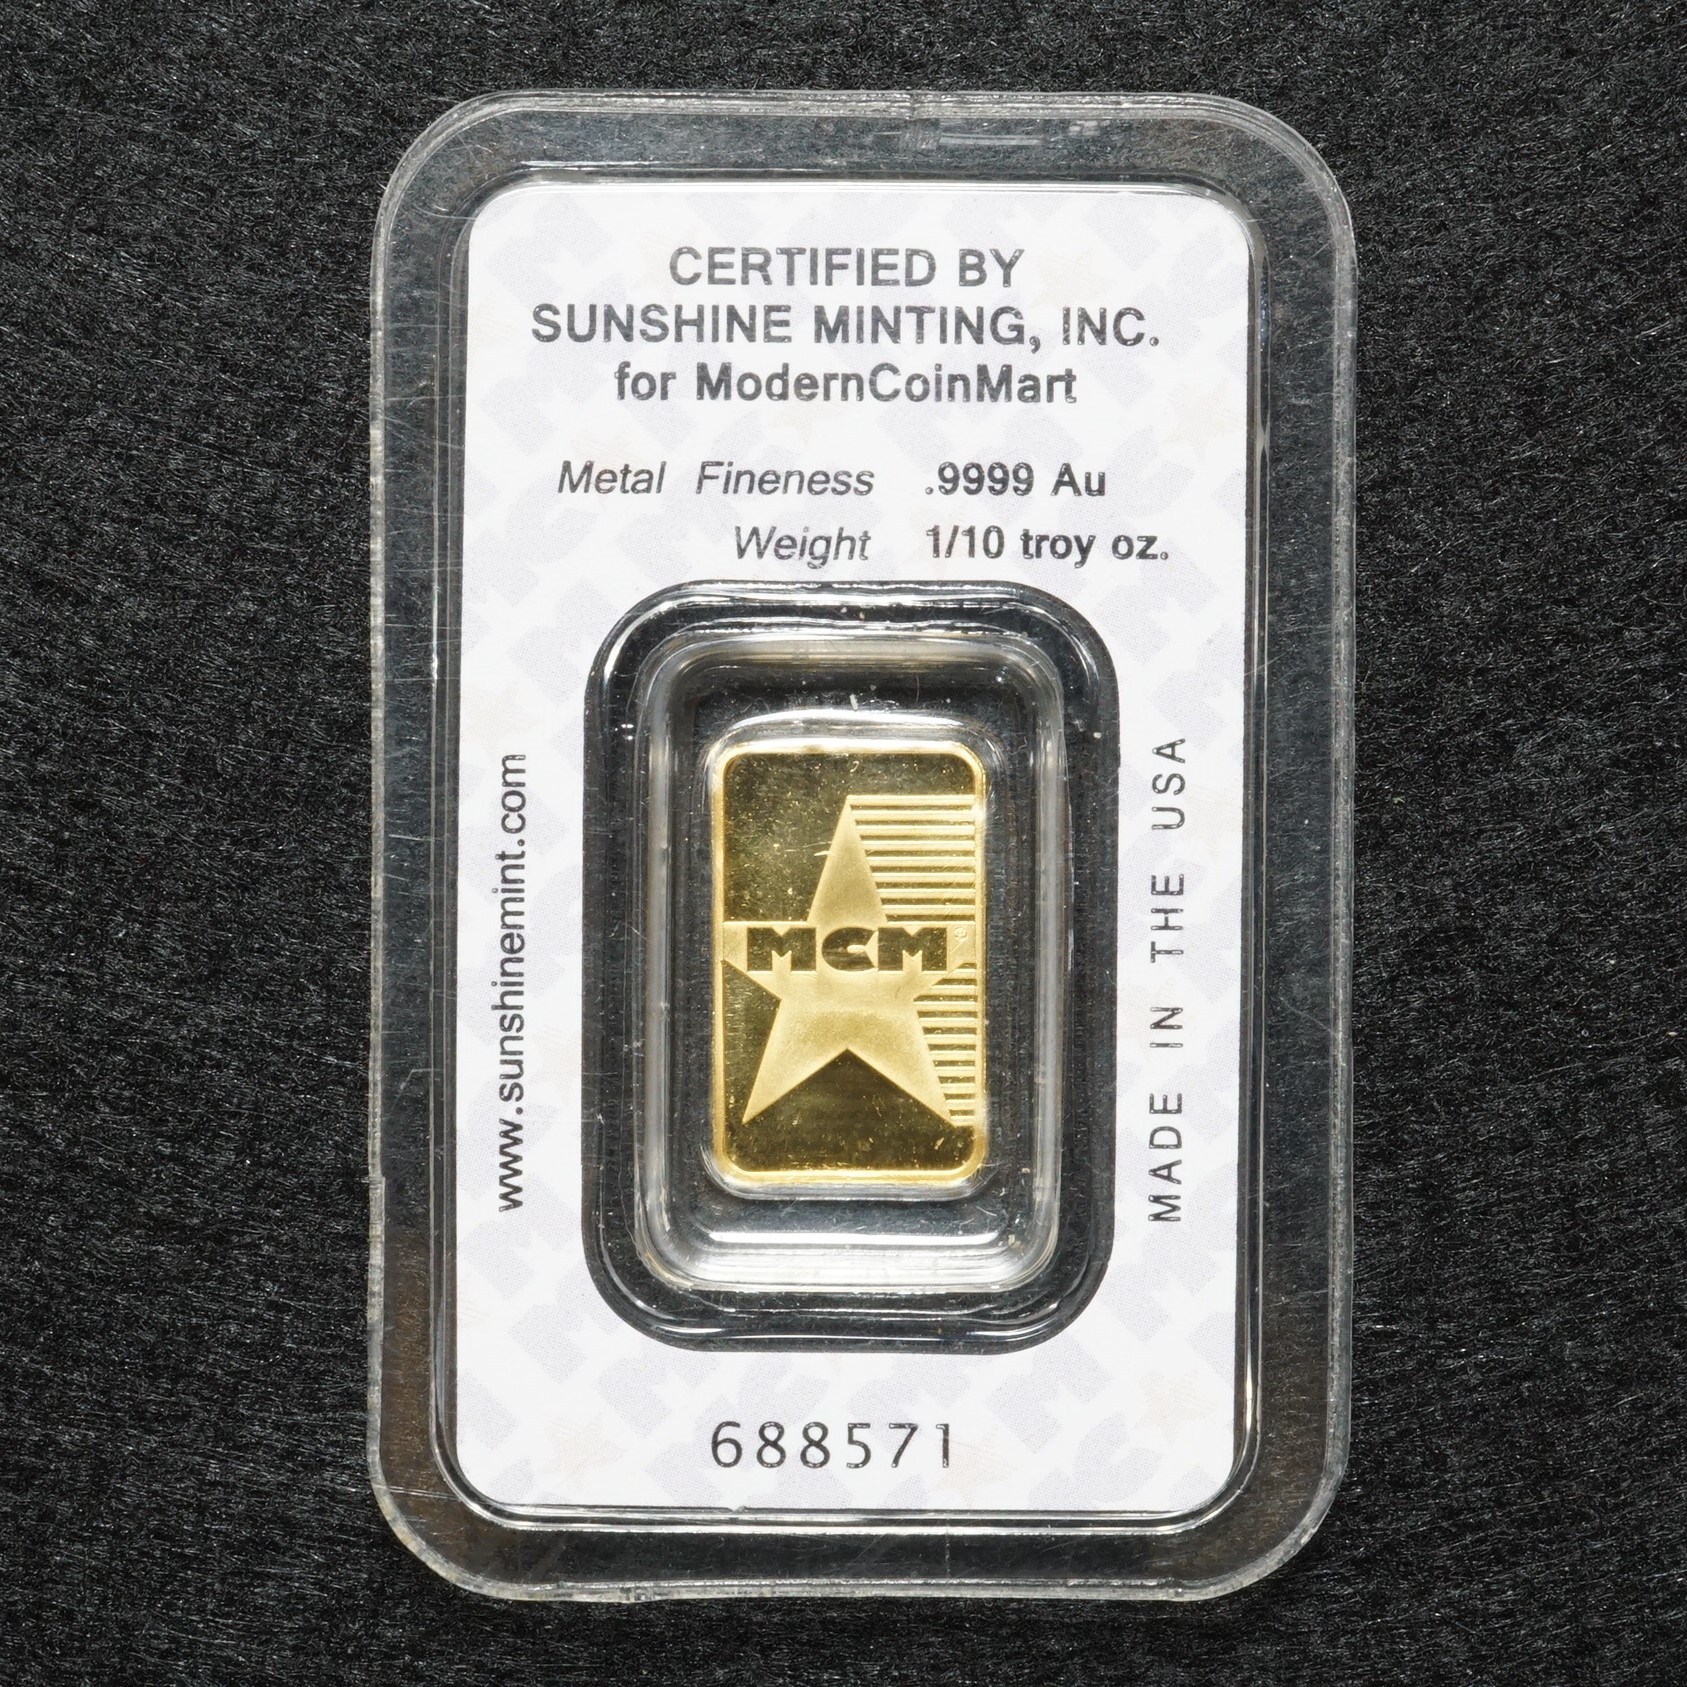 CERTIFIED BY
SUNSHINE MINTING, INC.
for ModernCoinMart
Metal Fineness .9999 Au
Weight 1/10 troy oz.
www.sunshinemint.com
MCM®
MADE IN THE USA
688571